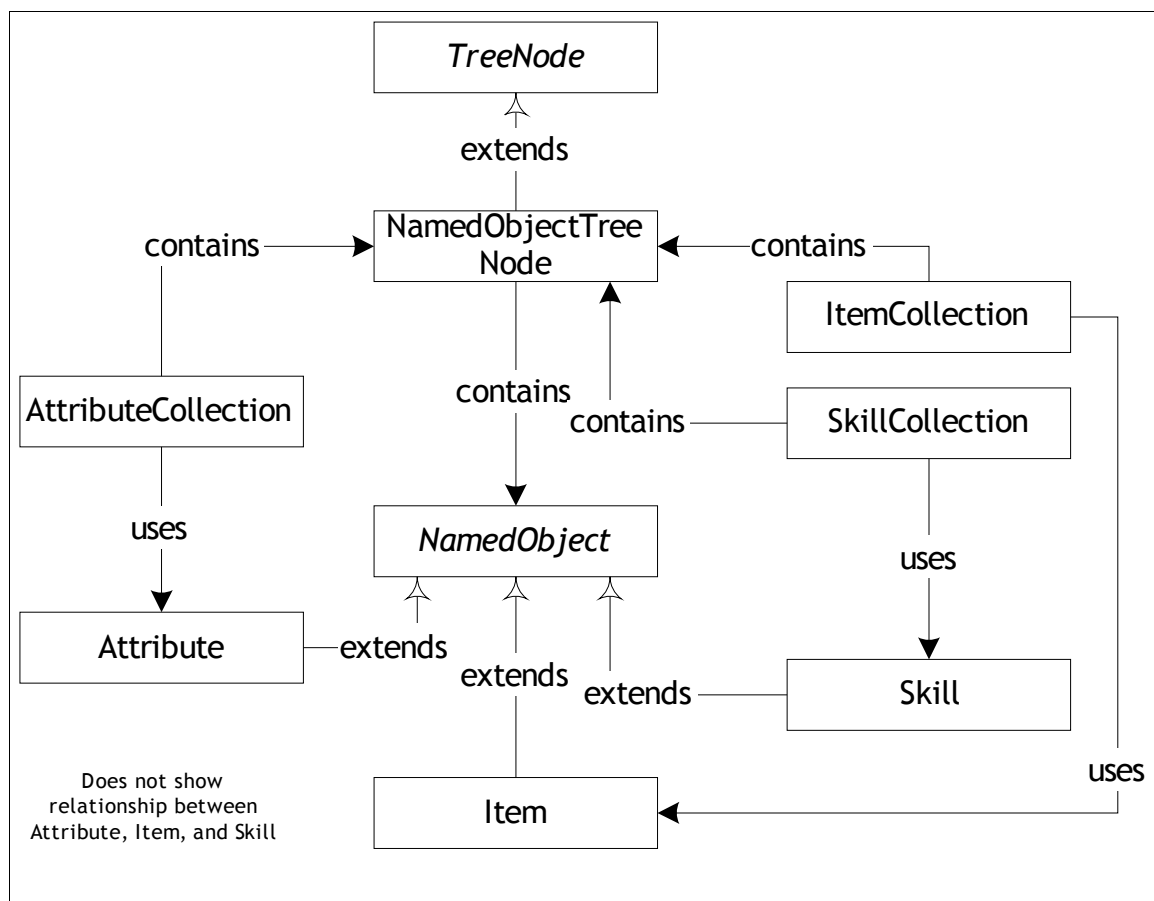 TreeNode
extends
NamedObjectTree
Node
contains
contains
ItemCollection
AttributeCollection
contains
contains
SkillCollection
uses
NamedObject
uses
Attribute
extends
extends
extends
Skill
uses
Does not show
relationship between
Attribute, Item, and Skill
Item